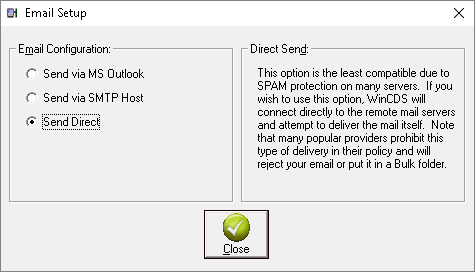 Email Setup
Email Configuration:
Send via MS Outlook
Send via SMTP Host
Send Direct
Direct Send:
This option is the least compatible due to
SPAM protection on many servers.  If you
wish to use this option, WinCDS will
connect directly to the remote mail servers
and attempt to deliver the mail itself.  Note
that many popular providers prohibit this
type of delivery in their policy and will
reject your email or put it in a Bulk folder.
Close